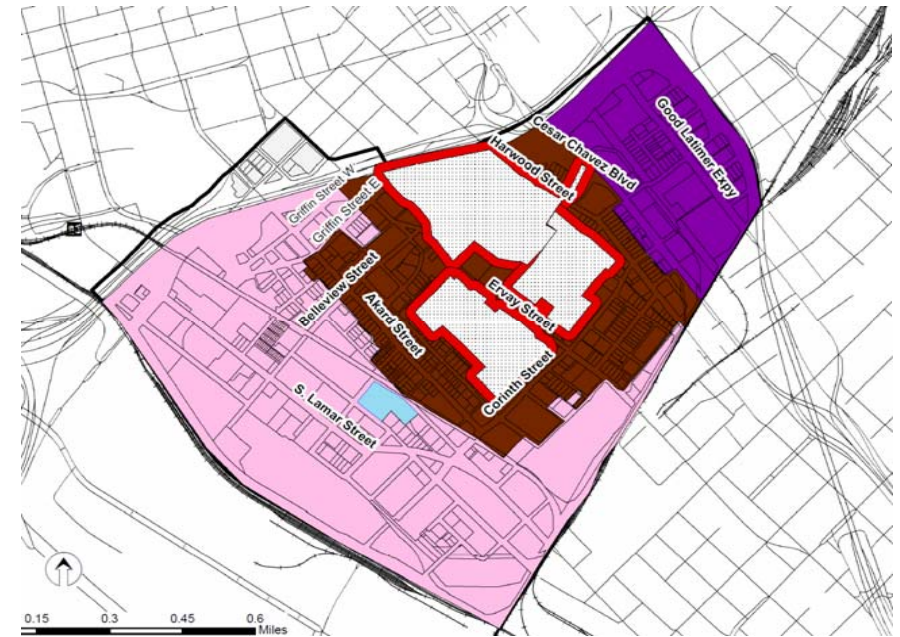 Good Latimer Expy
Cesar Chavez Blvd
Harwood Street
Griffin Street W
Griffin Street E
Belleview Street
Akard Street
Ervay Street
Corinth Street
S. Lamar Street
0.15 0.3 0.45 0.6
Miles